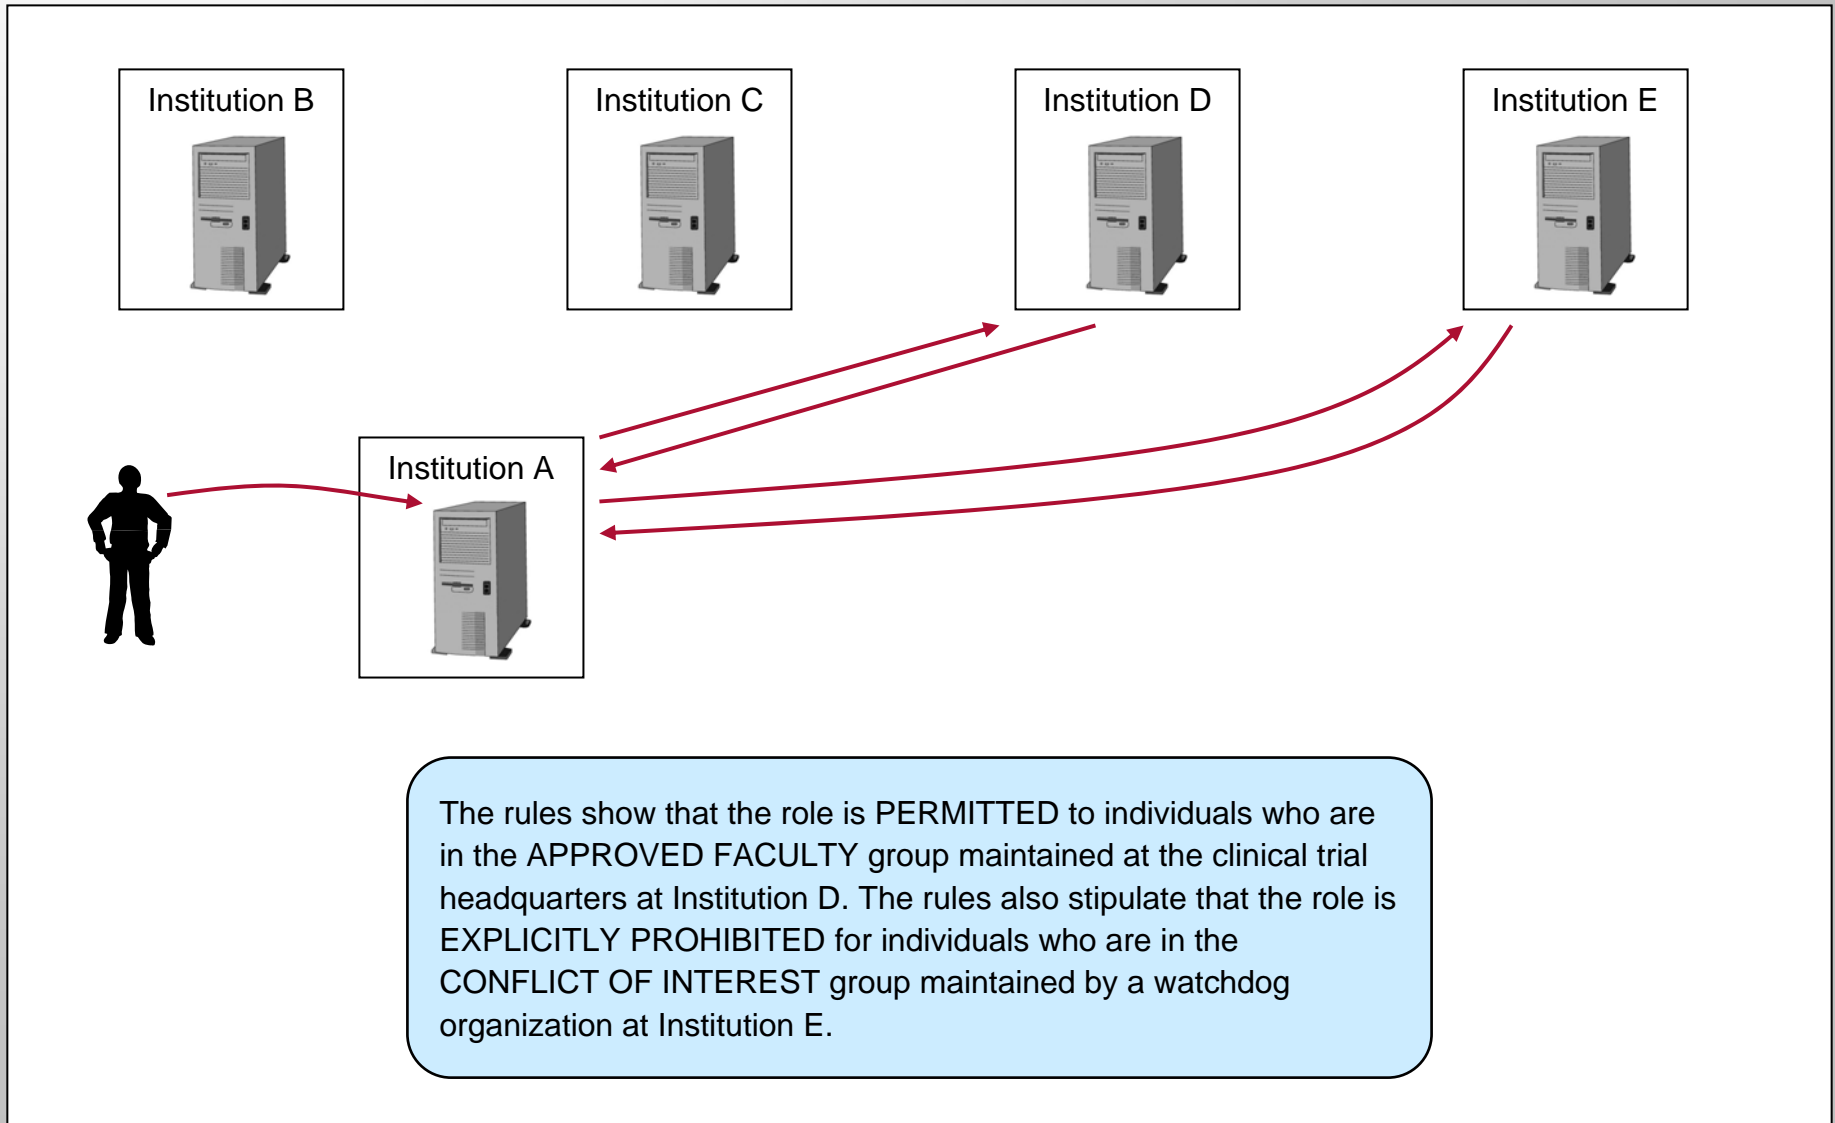 Institution B
Institution C
Institution D
Institution E
Institution A
The rules show that the role is PERMITTED to individuals who are
in the APPROVED FACULTY group maintained at the clinical trial
headquarters at Institution D. The rules also stipulate that the role is
EXPLICITLY PROHIBITED for individuals who are in the
CONFLICT OF INTEREST group maintained by a watchdog
organization at Institution E.